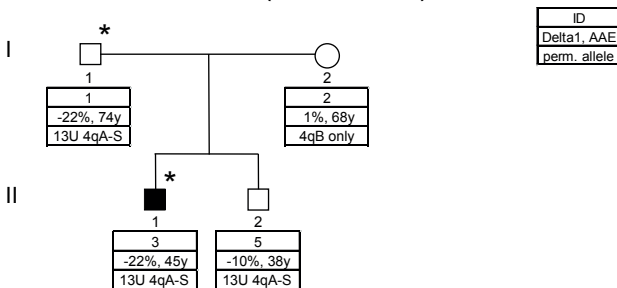 ID
Delta1, AAE
perm. allele
I
*
1
2
1
-22%, 74y
13U 4qA-S
2
1%, 68y
4qB only
II
*
1
2
3
-22%, 45y
13U 4qA-S
5
-10%, 38y
13U 4qA-S